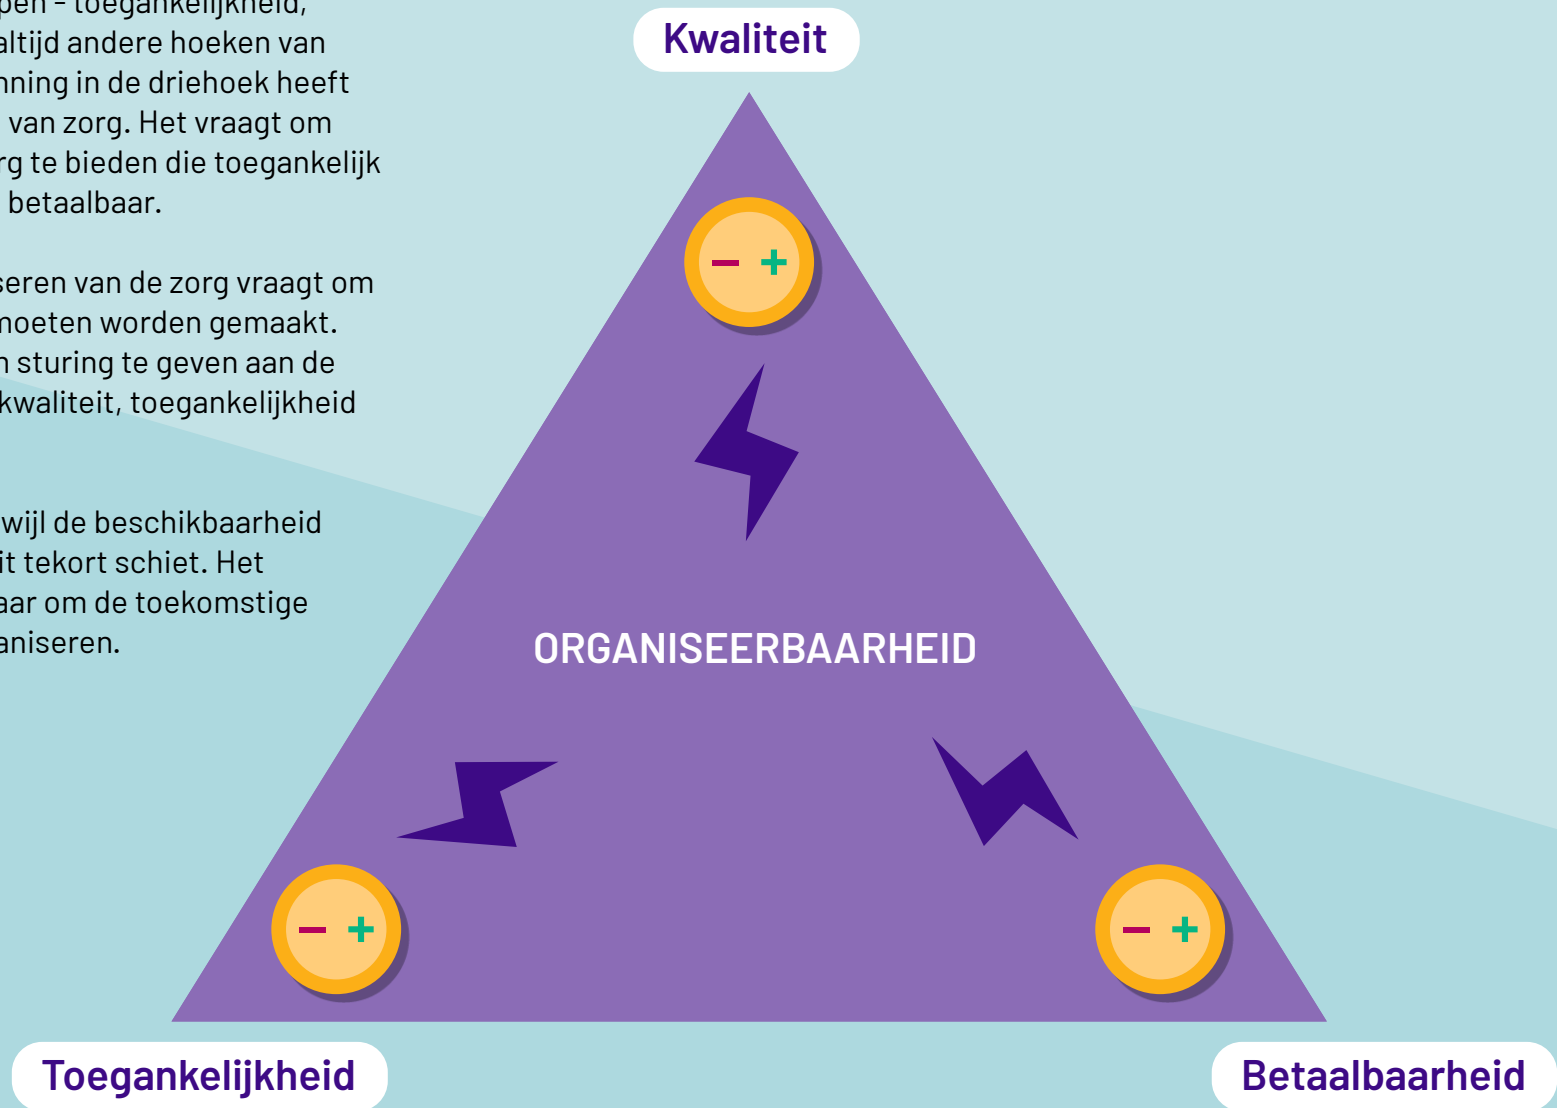 pen - toegankelijkheid,
altijd andere hoeken van
nning in de driehoek heeft
van zorg. Het vraagt om
rg te bieden die toegankelijk
betaalbaar.
seren van de zorg vraagt om
moeten worden gemaakt.
n sturing te geven aan de
kwaliteit, toegankelijkheid
wijl de beschikbaarheid
it tekort schiet. Het
aar om de toekomstige
aniseren.
Kwaliteit
- +
ORGANISEERBAARHEID
- +
- +
Toegankelijkheid
Betaalbaarheid